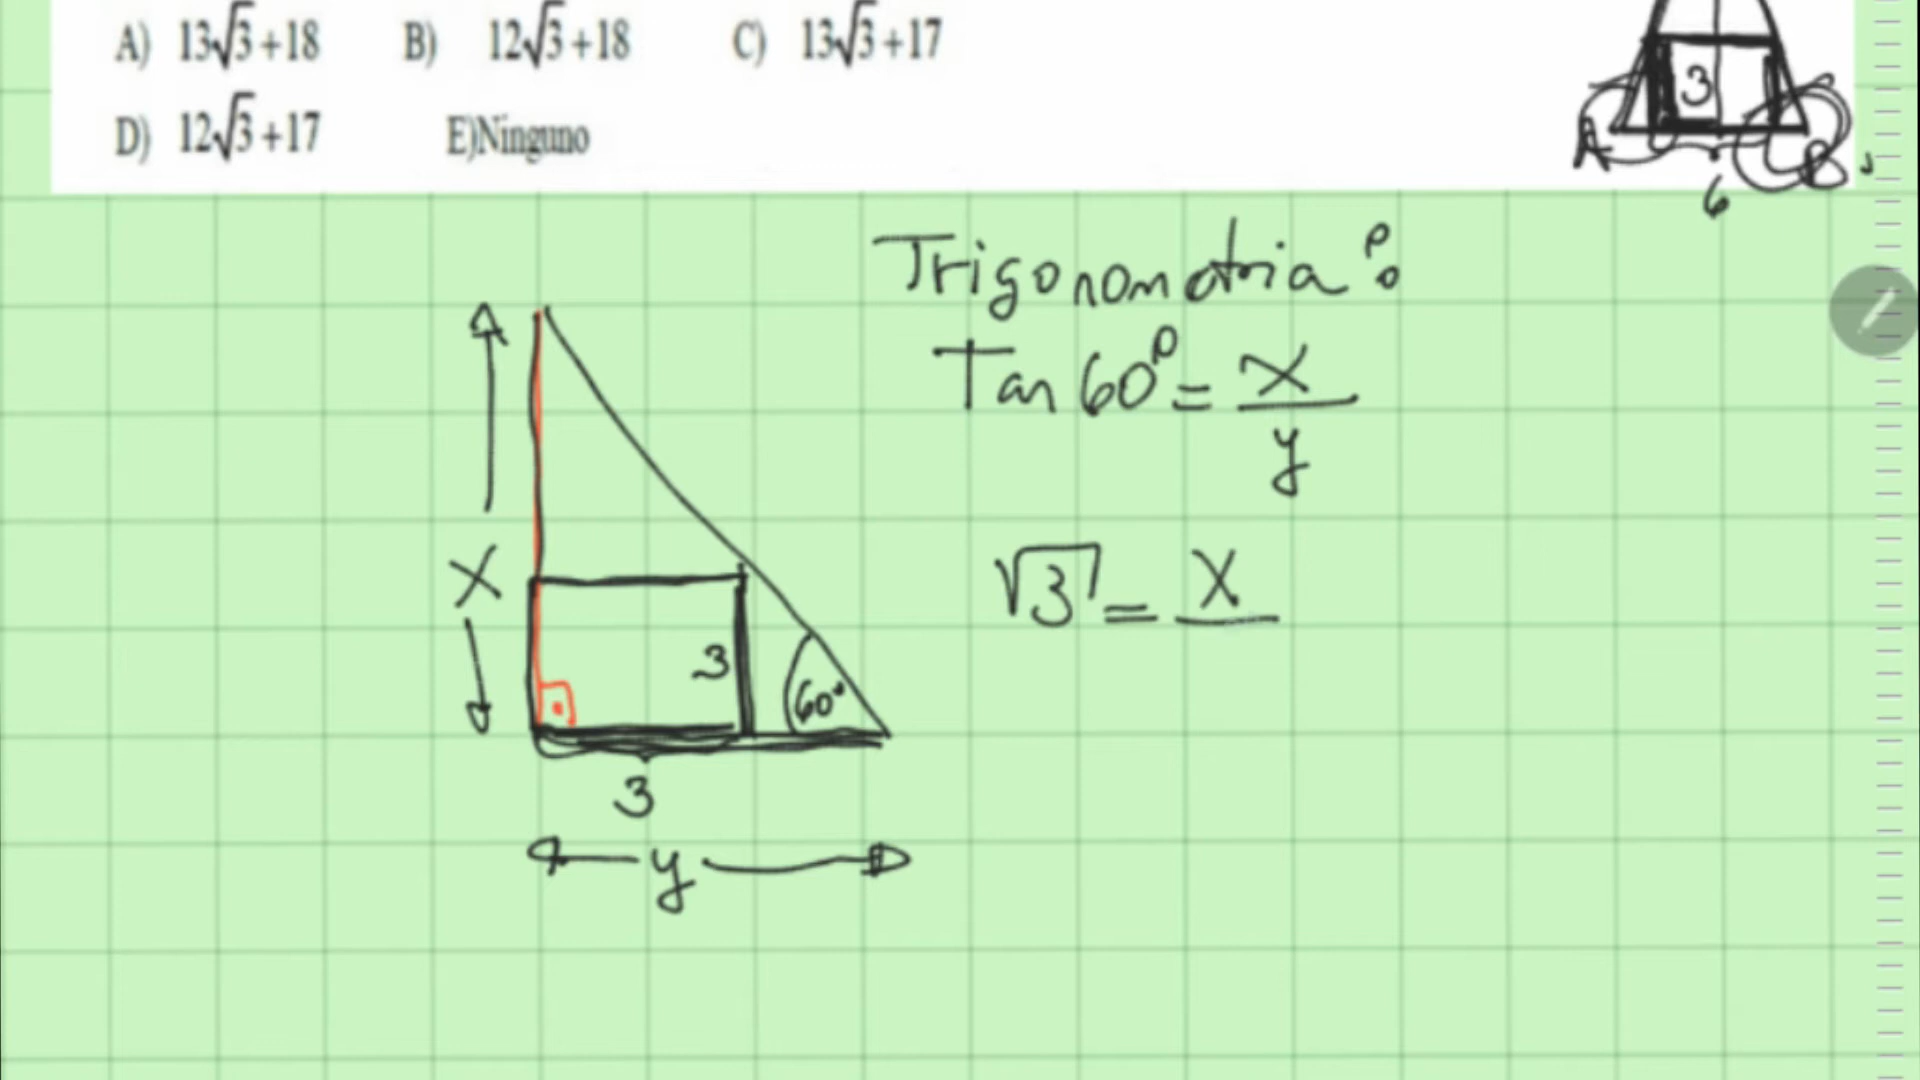 A) 13√3+18 B) 12√3+18 C) 13√3+17
D) 12√3+17 E)Ninguno
3
A B
6
Trigonometria:
Tan 60° = x/y
√3 = x
X
3
60°
3
y